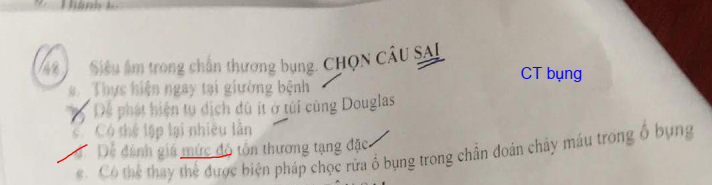 48 Siêu âm trong chấn thương bụng. CHỌN CÂU SAI
a. Thực hiện ngay tại giường bệnh
Dễ phát hiện tụ dịch dù ít ở túi cùng Douglas
c. Có thể lặp lại nhiều lần
d. Dễ đánh giá mức độ tổn thương tạng đặc
e. Có thể thay thế được biện pháp chọc rửa ổ bụng trong chẩn đoán chảy máu trong ổ bụng
CT bụng